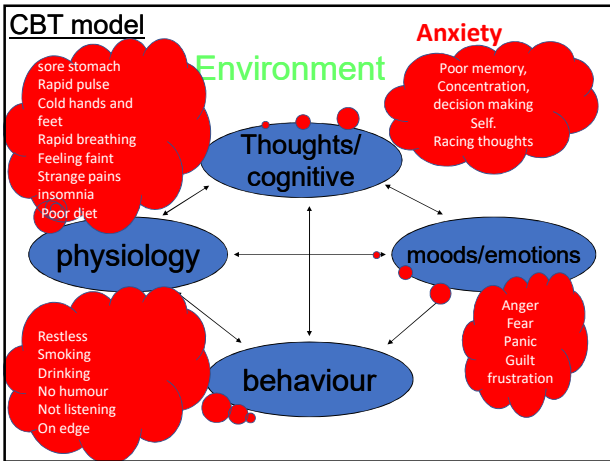 CBT model
Anxiety
Environment
sore stomach
Rapid pulse
Cold hands and
feet
Rapid breathing
Feeling faint
Strange pains
insomnia
Poor diet
Poor memory,
Concentration,
decision making
Self.
Racing thoughts
Thoughts/
cognitive
physiology
moods/emotions
Anger
Fear
Panic
Guilt
frustration
Restless
Smoking
Drinking
No humour
Not listening
On edge
behaviour